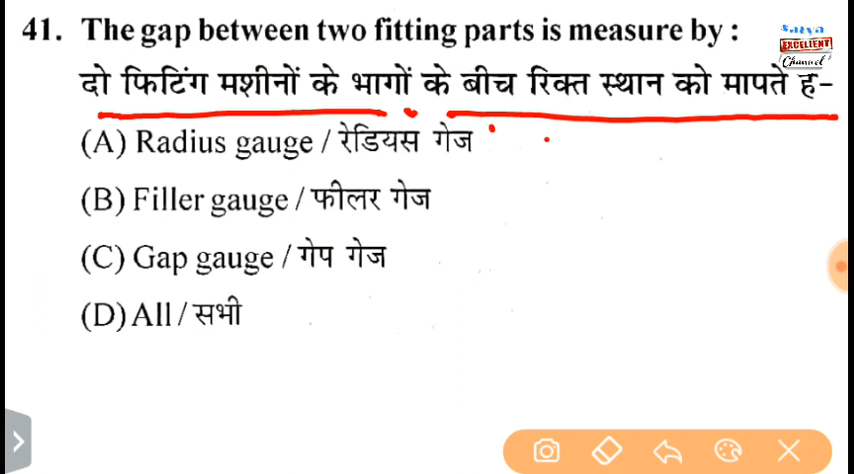 41. The gap between two fitting parts is measure by :
दो फिटिंग मशीनों के भागों के बीच रिक्त स्थान को मापते हैं–
(A) Radius gauge / रेडियस गेज
(B) Filler gauge / फीलर गेज
(C) Gap gauge / गेप गेज
(D) All / सभी
Satya
EXCELLENT
Channel